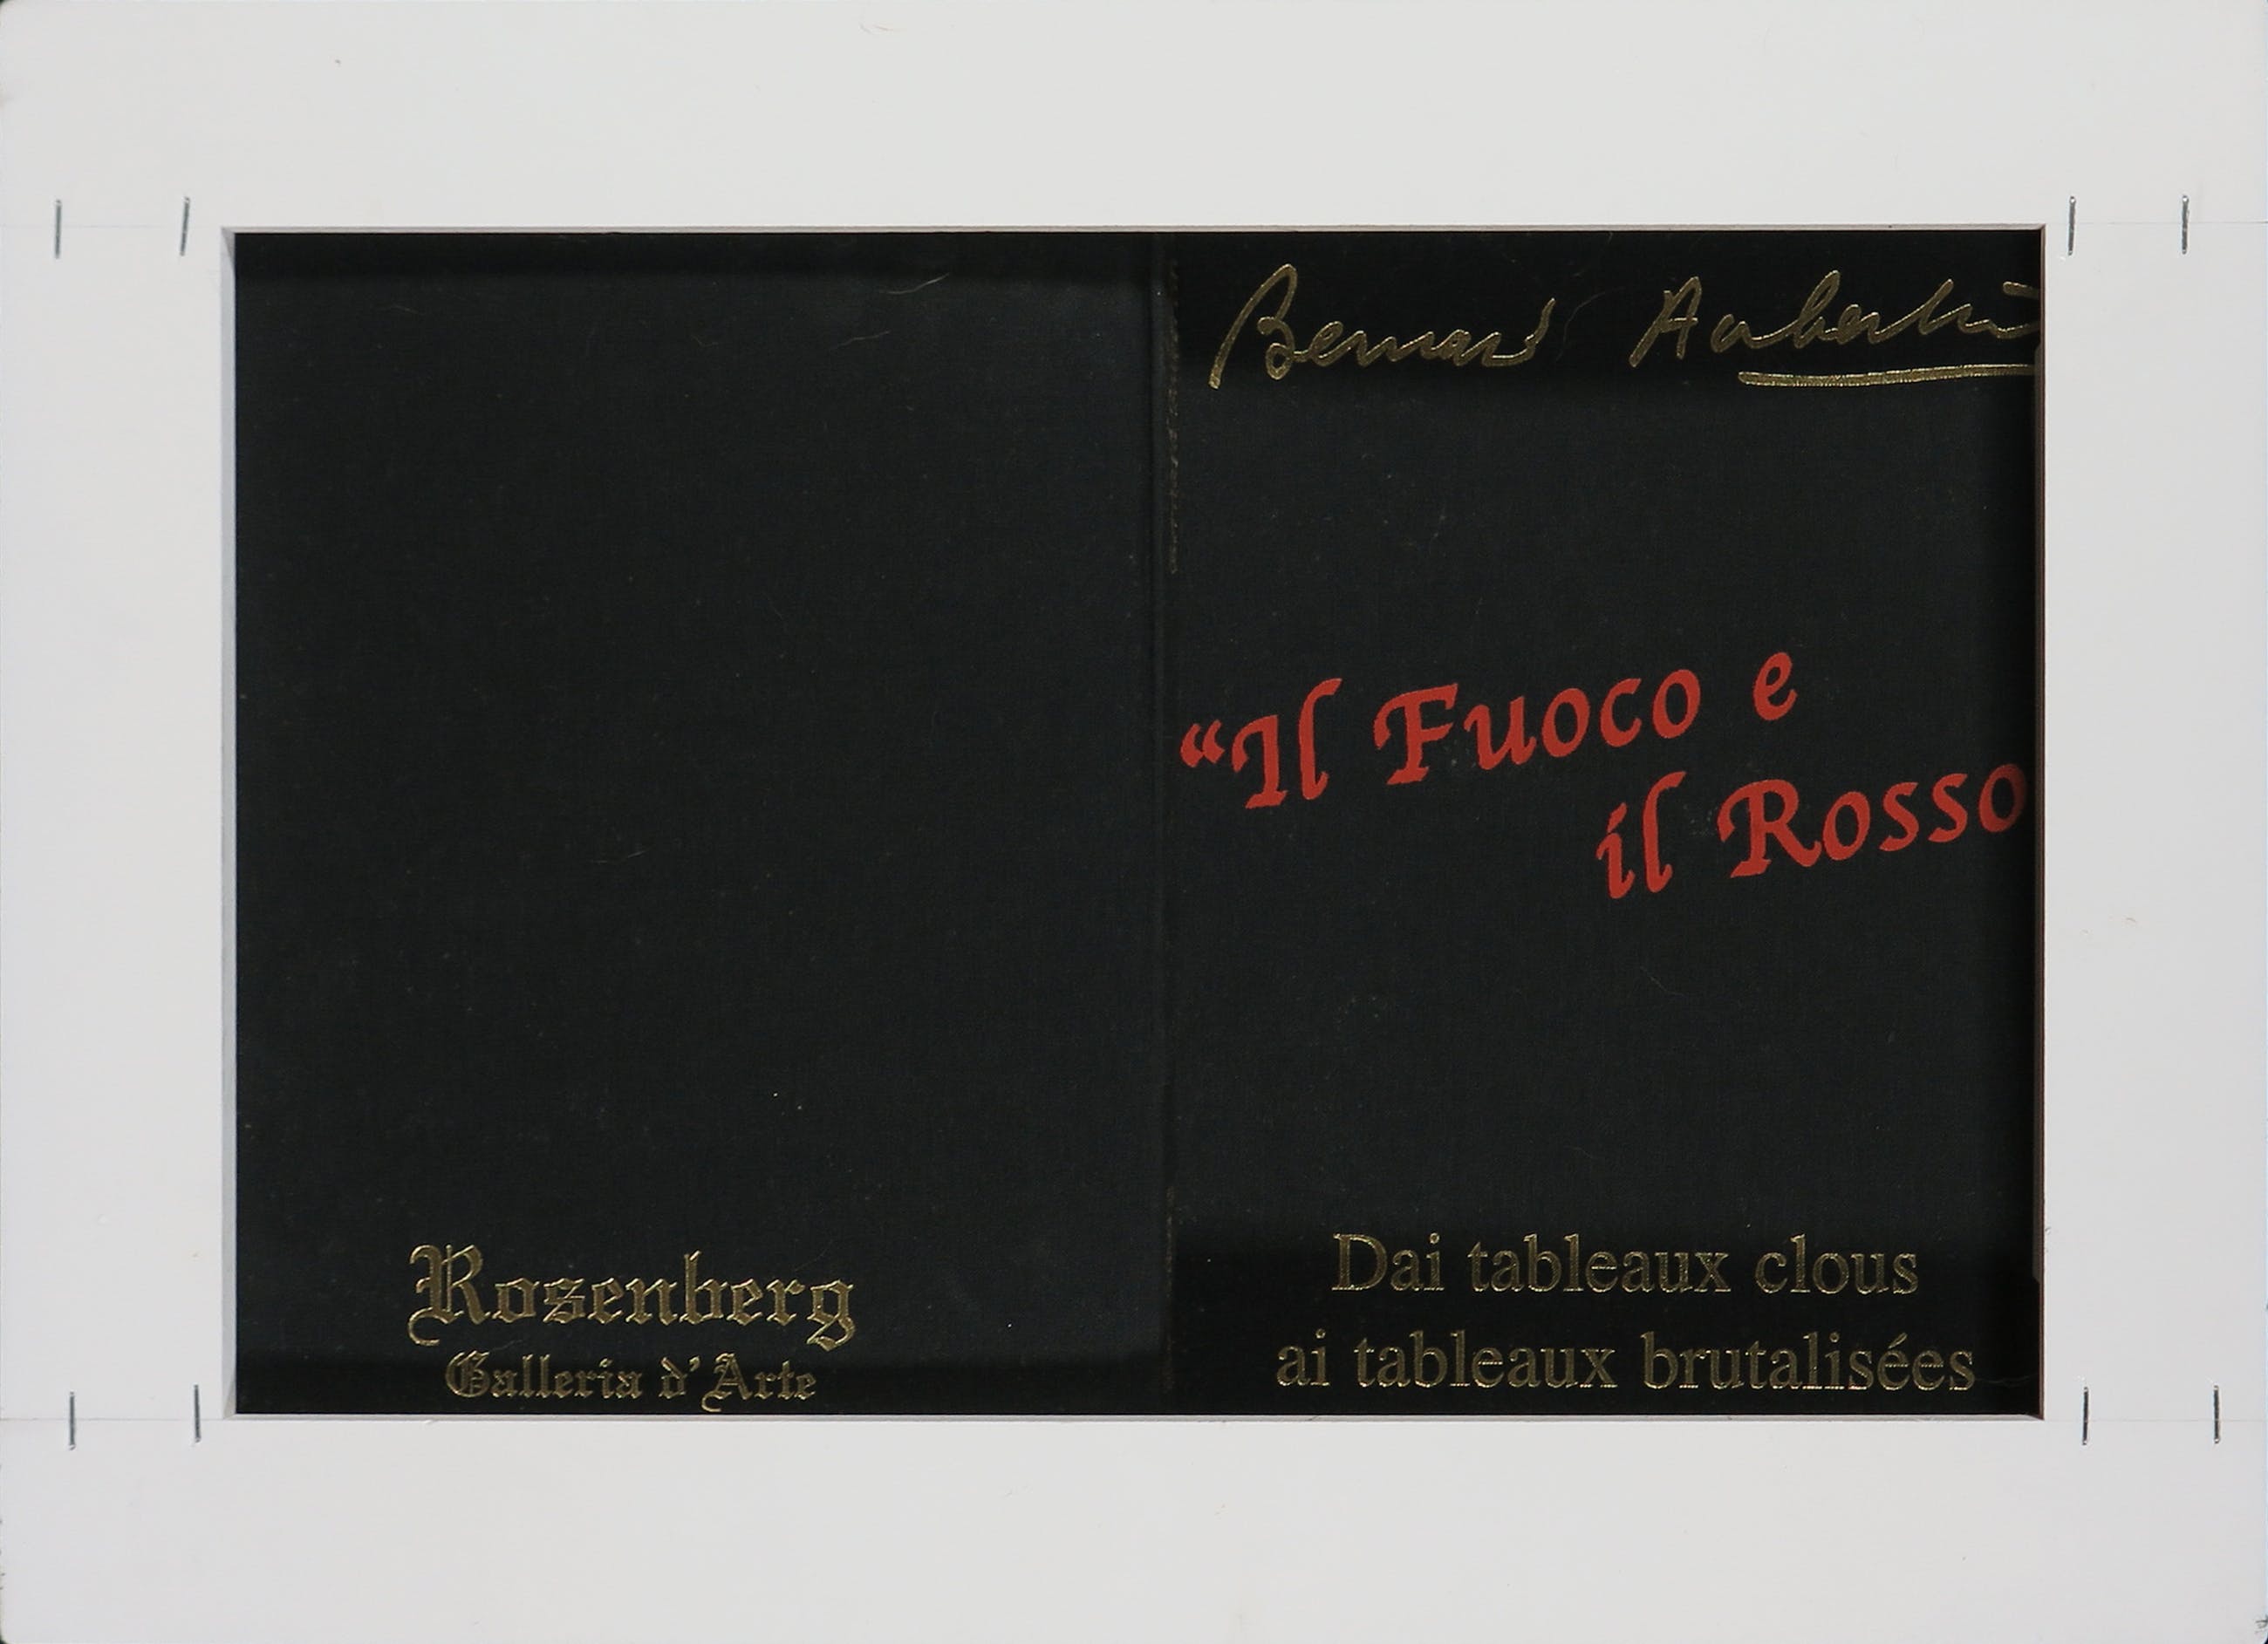 Bernard Aubertin
“Il Fuoco e
il Rosso
Dai tableaux clous
ai tableaux brutalisées
Rosenberg
Galleria d'Arte